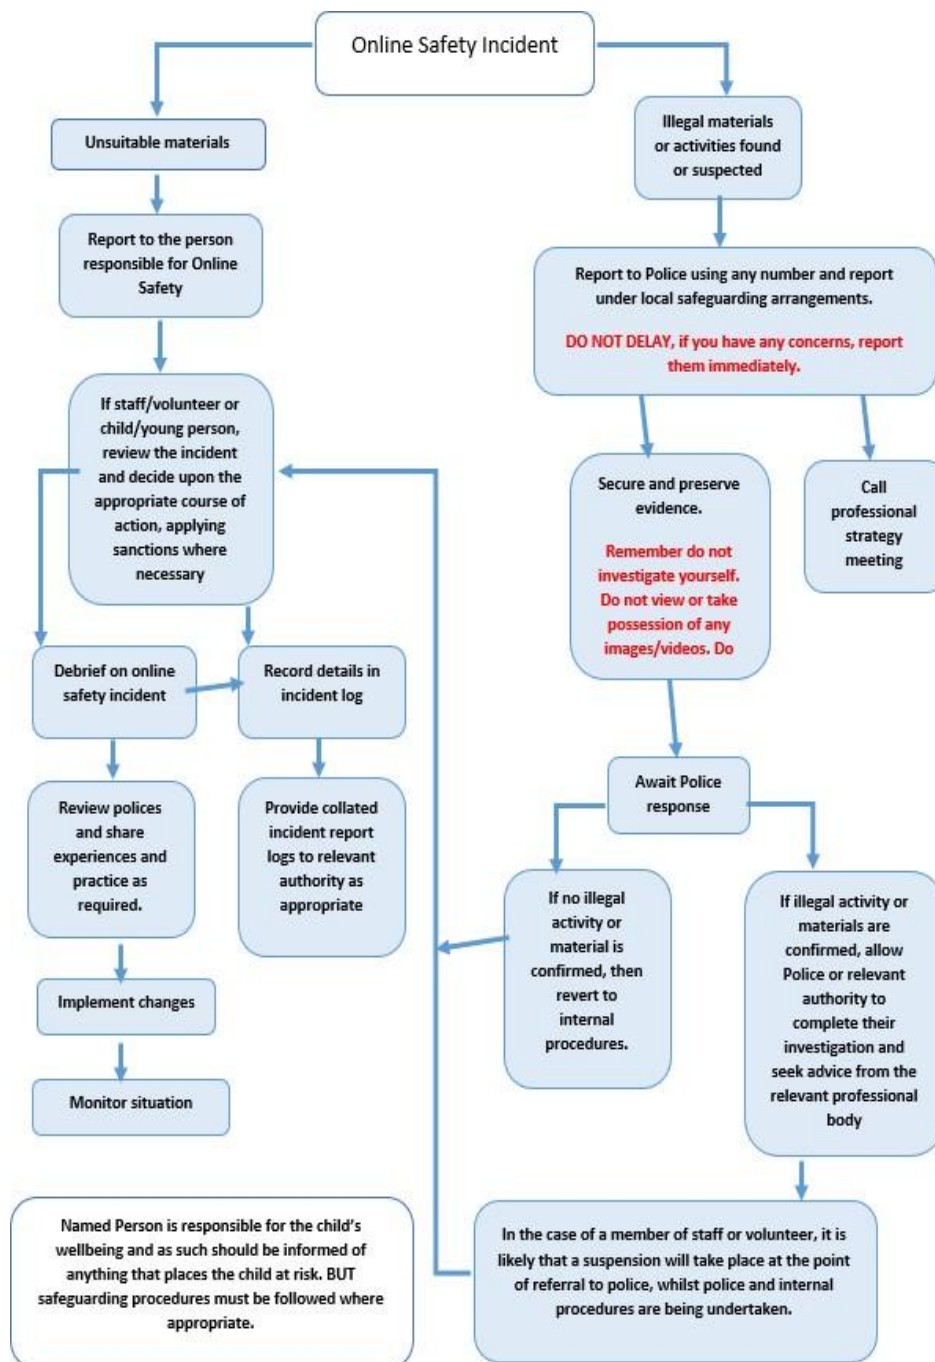 Online Safety Incident
Unsuitable materials
Illegal materials
or activities found
or suspected
Report to the person
responsible for Online
Safety
Report to Police using any number and report
under local safeguarding arrangements.
DO NOT DELAY, if you have any concerns, report
them immediately.
If staff/volunteer or
child/young person,
review the incident
and decide upon the
appropriate course of
action, applying
sanctions where
necessary
Secure and preserve
evidence.
Remember do not
investigate yourself.
Do not view or take
possession of any
images/videos. Do
Call
professional
strategy
meeting
Debrief on online
safety incident
Record details in
incident log
Review polices
and share
experiences and
practice as
required.
Provide collated
incident report
logs to relevant
authority as
appropriate
Await Police
response
If no illegal
activity or
material is
confirmed, then
revert to
internal
procedures.
If illegal activity or
materials are
confirmed, allow
Police or relevant
authority to
complete their
investigation and
seek advice from the
relevant professional
body
Implement changes
Monitor situation
Named Person is responsible for the child’s
wellbeing and as such should be informed of
anything that places the child at risk. BUT
safeguarding procedures must be followed where
appropriate.
In the case of a member of staff or volunteer, it is
likely that a suspension will take place at the point
of referral to police, whilst police and internal
procedures are being undertaken.